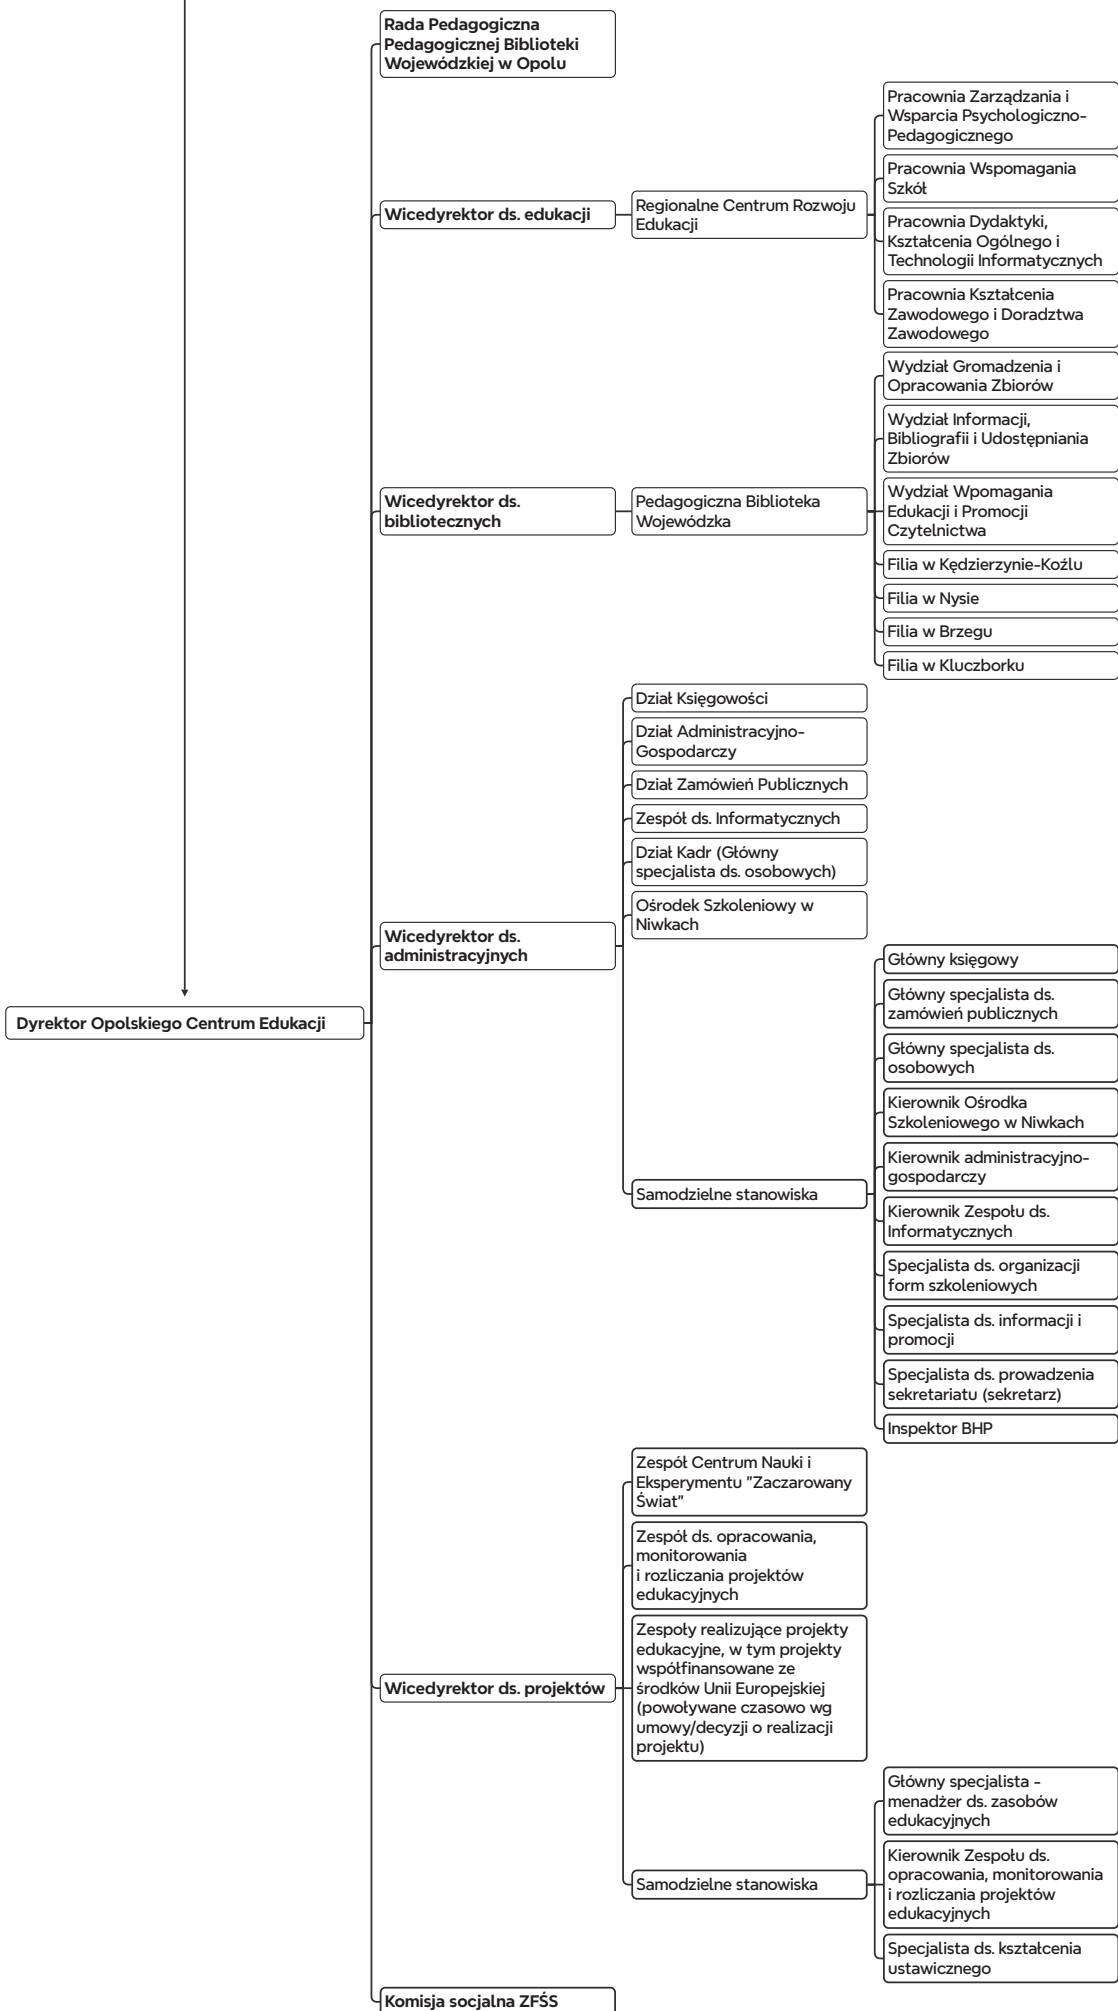 Rada Pedagogiczna
Pedagogicznej Biblioteki
Wojewódzkiej w Opolu
Pracownia Zarządzania i
Wsparcia Psychologiczno-
Pedagogicznego
Pracownia Wspomagania
Szkół
Wicedyrektor ds. edukacji
Regionalne Centrum Rozwoju
Edukacji
Pracownia Dydaktyki,
Kształcenia Ogólnego i
Technologii Informatycznych
Pracownia Kształcenia
Zawodowego i Doradztwa
Zawodowego
Wydział Gromadzenia i
Opracowania Zbiorów
Wydział Informacji,
Bibliografii i Udostępniania
Zbiorów
Wicedyrektor ds.
bibliotecznych
Pedagogiczna Biblioteka
Wojewódzka
Wydział Wpomagania
Edukacji i Promocji
Czytelnictwa
Filia w Kędzierzynie-Koźlu
Filia w Nysie
Filia w Brzegu
Filia w Kluczborku
Dział Księgowości
Dział Administracyjno-
Gospodarczy
Dział Zamówień Publicznych
Zespół ds. Informatycznych
Dział Kadr (Główny
specjalista ds. osobowych)
Ośrodek Szkoleniowy w
Niwkach
Wicedyrektor ds.
administracyjnych
Główny księgowy
Główny specjalista ds.
zamówień publicznych
Dyrektor Opolskiego Centrum Edukacji
Główny specjalista ds.
osobowych
Kierownik Ośrodka
Szkoleniowego w Niwkach
Kierownik administracyjno-
gospodarczy
Samodzielne stanowiska
Kierownik Zespołu ds.
Informatycznych
Specjalista ds. organizacji
form szkoleniowych
Specjalista ds. informacji i
promocji
Specjalista ds. prowadzenia
sekretariatu (sekretarz)
Inspektor BHP
Zespół Centrum Nauki i
Eksperymentu "Zaczarowany
Świat"
Zespół ds. opracowania,
monitorowania
i rozliczania projektów
edukacyjnych
Wicedyrektor ds. projektów
Zespoły realizujące projekty
edukacyjne, w tym projekty
współfinansowane ze
środków Unii Europejskiej
(powoływane czasowo wg
umowy/decyzji o realizacji
projektu)
Główny specjalista -
menadżer ds. zasobów
edukacyjnych
Samodzielne stanowiska
Kierownik Zespołu ds.
opracowania, monitorowania
i rozliczania projektów
edukacyjnych
Specjalista ds. kształcenia
ustawicznego
Komisja socjalna ZFŚS